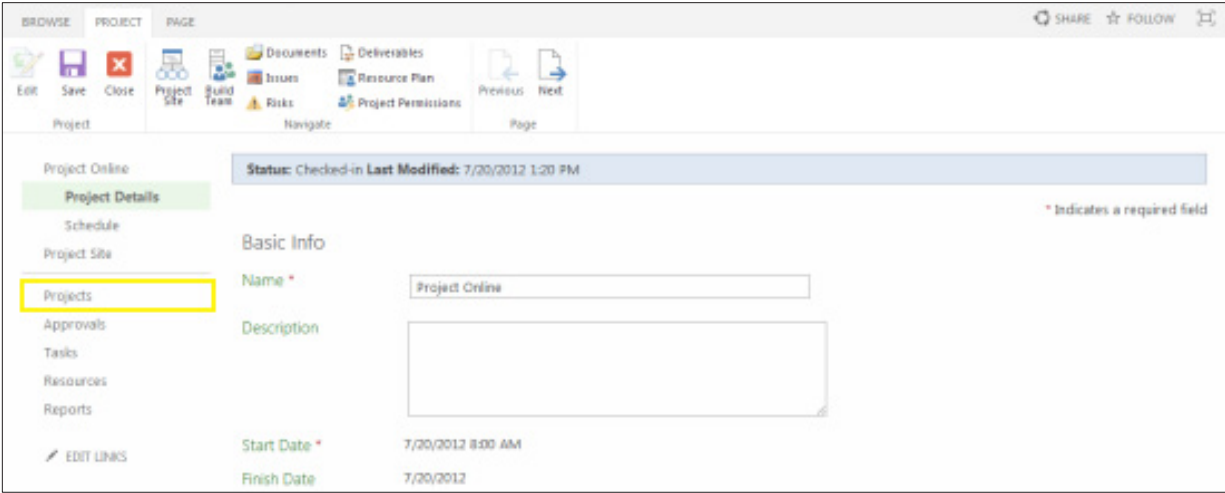 BROWSE PROJECT PAGE SHARE FOLLOW
Edit Save Close Project Site Build Team Documents Deliverables Previous Next
Issues Resource Plan
Risks Project Permissions
Project Navigate Page
Project Online
Project Details
Schedule
Project Site
Projects
Approvals
Tasks
Resources
Reports
EDIT LINKS
Status: Checked-in Last Modified: 7/20/2012 1:20 PM
* Indicates a required field
Basic Info
Name * Project Online
Description
Start Date * 7/20/2012 8:00 AM
Finish Date 7/20/2012